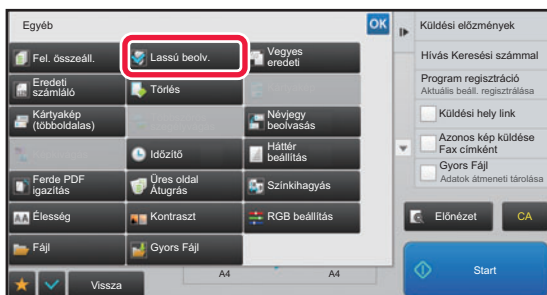 Egyéb
OK
Fel. összeáll.
Lassú beolv.
Vegyes
eredeti
Eredeti
számláló
Törlés
Kártyakép
(többoldalas)
Névjegy
beolvasás
Időzítő
Háttér
beállítás
Ferde PDF
igazítás
Üres oldal
Átugrás
Színkihagyás
AA Élesség
Kontraszt
RGB beállítás
Fájl
Gyors Fájl
Vissza
A4
A4
Küldési előzmények
Hívás Keresési számmal
Program regisztráció
Aktuális beáll. regisztrálása
Küldési hely link
Azonos kép küldése
Fax címként
Gyors Fájl
Adatok átmeneti tárolása
Előnézet
CA
Start